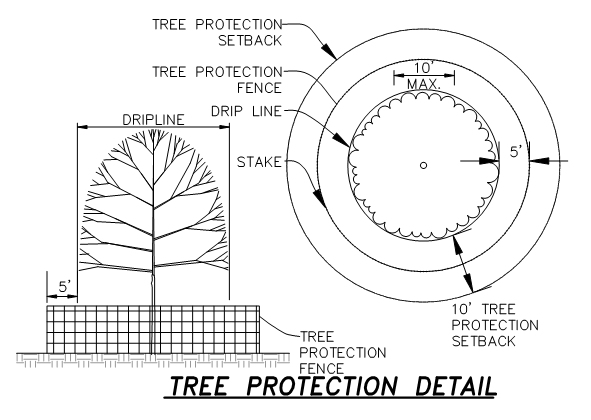 TREE PROTECTION
SETBACK
TREE PROTECTION
FENCE
10'
MAX.
DRIP LINE
DRIPLINE
STAKE
5'
5'
10' TREE
PROTECTION
SETBACK
TREE
PROTECTION
FENCE
TREE PROTECTION DETAIL